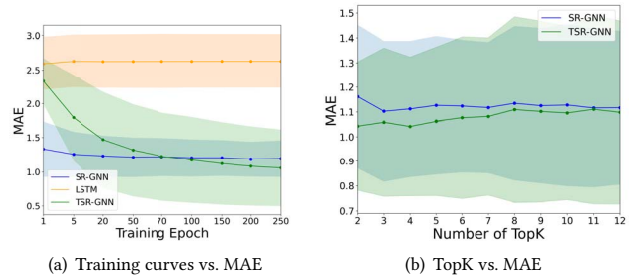 3.0
2.5
2.0
1.5
1.0
0.5
MAE
SR-GNN
LSTM
TSR-GNN
1 5 20 50 70 100 150 200 250
Training Epoch
(a) Training curves vs. MAE
1.5
1.4
1.3
1.2
1.1
1.0
0.9
0.8
0.7
MAE
SR-GNN
TSR-GNN
2 3 4 5 6 7 8 9 10 11 12
Number of TopK
(b) TopK vs. MAE